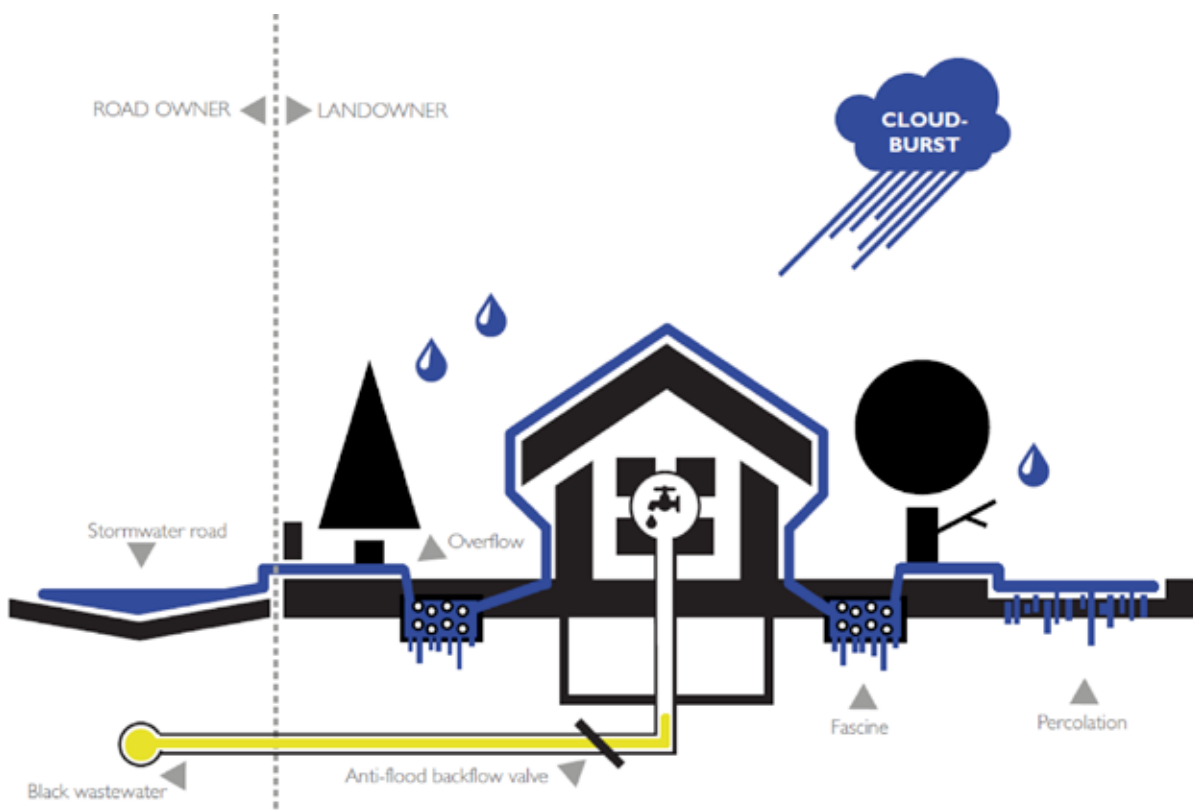 ROAD OWNER
LANDOWNER
CLOUD-
BURST
Stormwater road
Overflow
Fascine
Percolation
Anti-flood backflow valve
Black wastewater